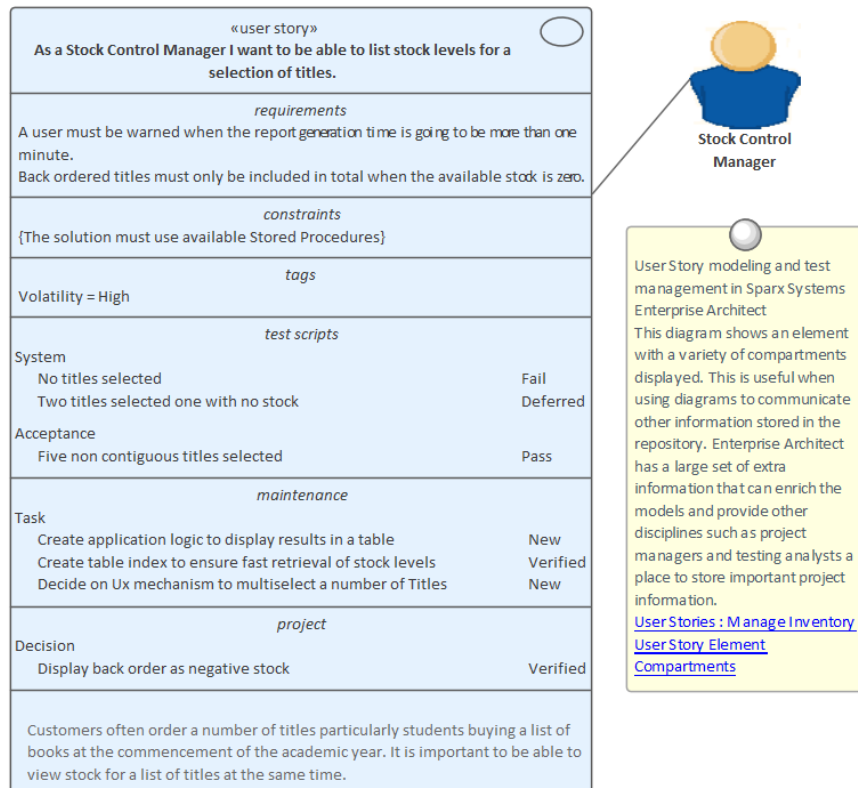 «user story»
As a Stock Control Manager I want to be able to list stock levels for a
selection of titles.
requirements
A user must be warned when the report generation time is going to be more than one
minute.
Back ordered titles must only be included in total when the available stock is zero.
constraints
{The solution must use available Stored Procedures}
tags
Volatility = High
test scripts
System
No titles selected Fail
Two titles selected one with no stock Deferred
Acceptance
Five non contiguous titles selected Pass
maintenance
Task
Create application logic to display results in a table New
Create table index to ensure fast retrieval of stock levels Verified
Decide on Ux mechanism to multiselect a number of Titles New
project
Decision
Display back order as negative stock Verified
Customers often order a number of titles particularly students buying a list of
books at the commencement of the academic year. It is important to be able to
view stock for a list of titles at the same time.
Stock Control
Manager
User Story modeling and test
management in Sparx Systems
Enterprise Architect
This diagram shows an element
with a variety of compartments
displayed. This is useful when
using diagrams to communicate
other information stored in the
repository. Enterprise Architect
has a large set of extra
information that can enrich the
models and provide other
disciplines such as project
managers and testing analysts a
place to store important project
information.
User Stories : Manage Inventory
User Story Element
Compartments